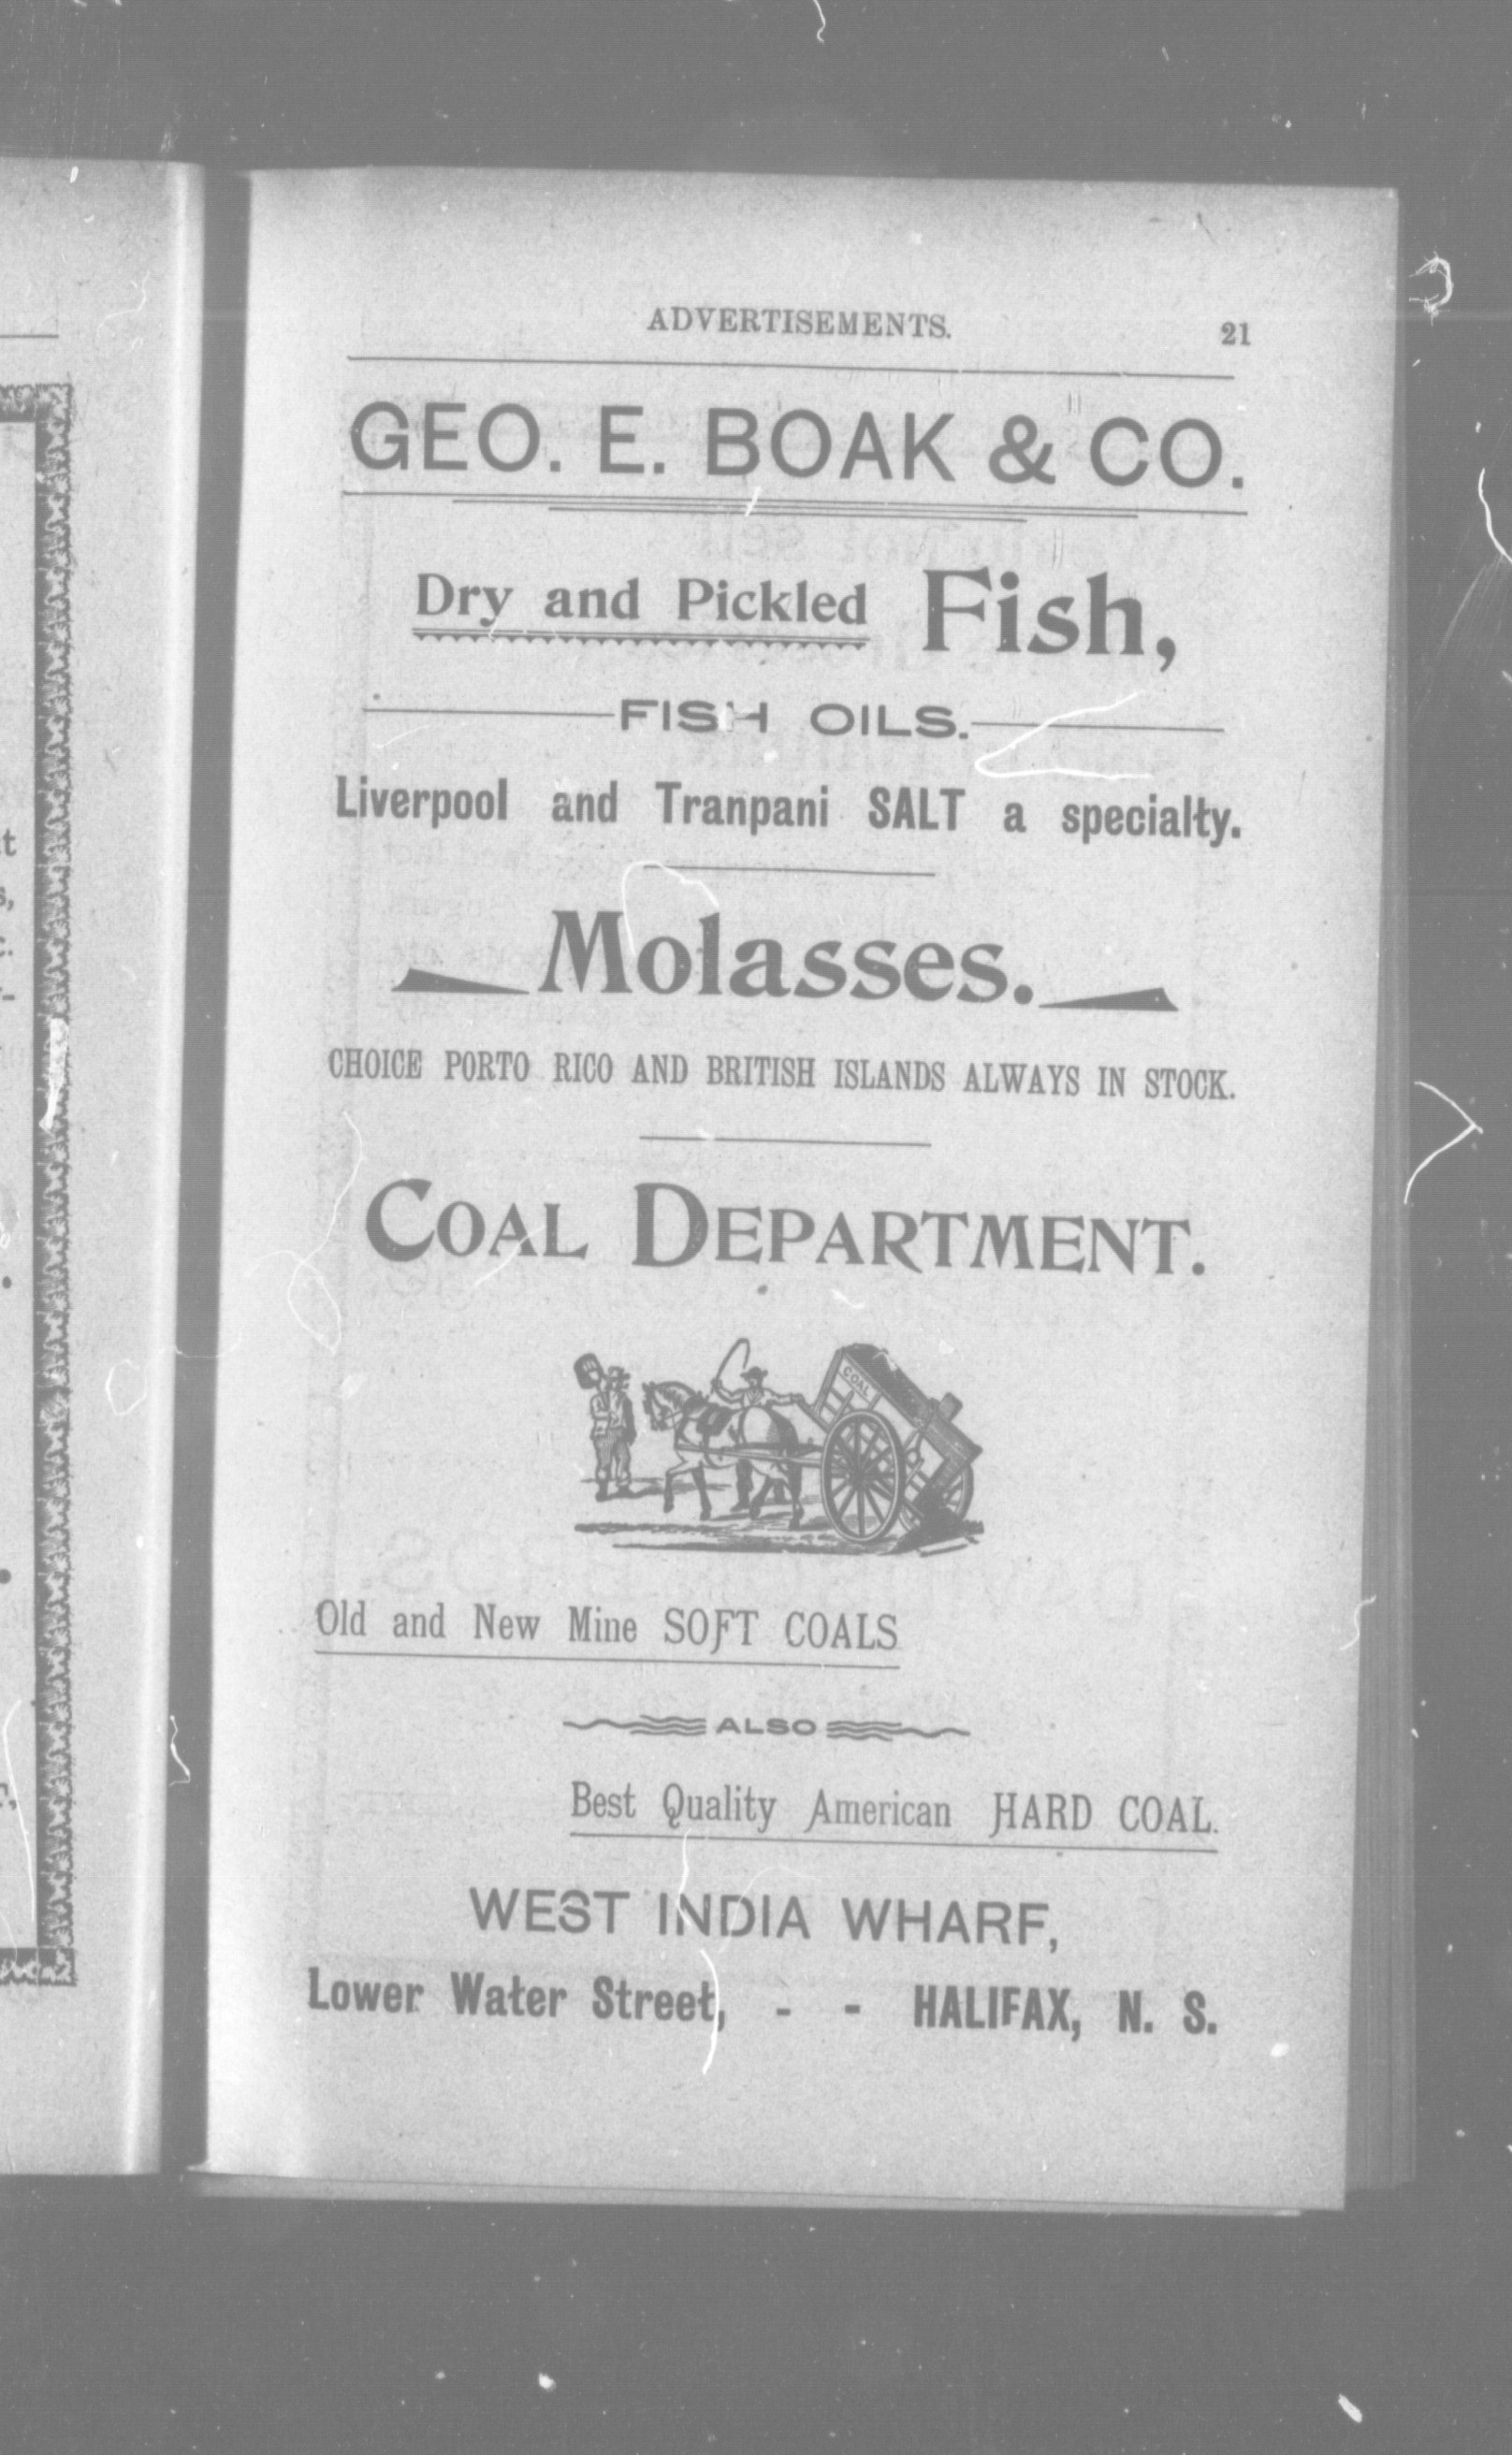 ADVERTISEMENTS. 21
GEO. E. BOAK & CO.
Dry and Pickled Fish,
FISH OILS.
Liverpool and Tranpani SALT a specialty.
Molasses.
CHOICE PORTO RICO AND BRITISH ISLANDS ALWAYS IN STOCK.
COAL DEPARTMENT.
COAL
Old and New Mine SOFT COALS
ALSO
Best Quality American HARD COAL.
WEST INDIA WHARF,
Lower Water Street, - - HALIFAX, N. S.